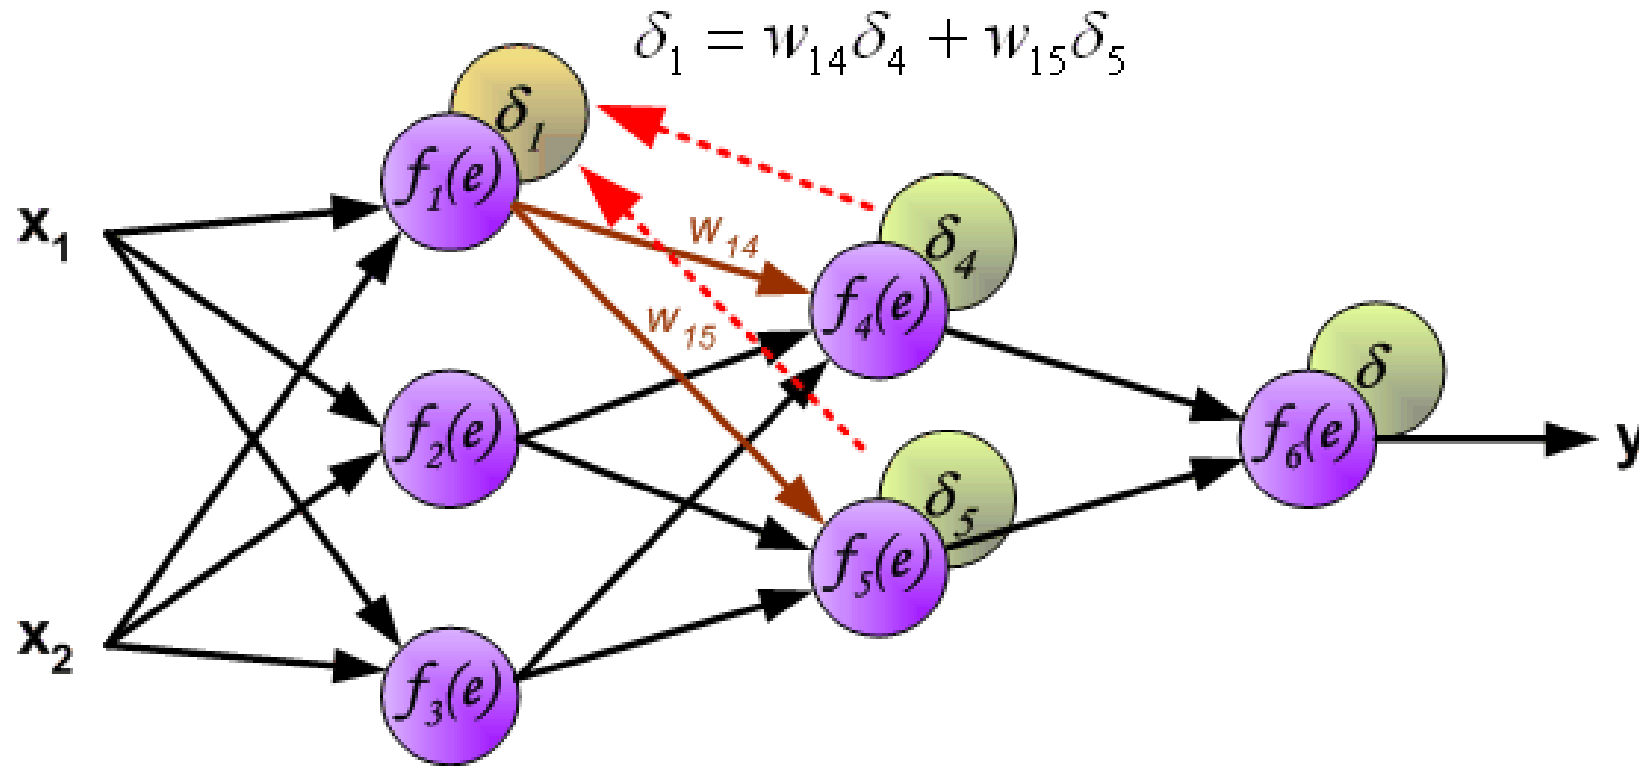 δ₁ = w₁₄δ₄ + w₁₅δ₅
δ₁
f₁(e)
x₁
w₁₄
δ₄
f₄(e)
w₁₅
δ
f₂(e)
f₆(e)
y
δ₅
f₅(e)
x₂
f₃(e)